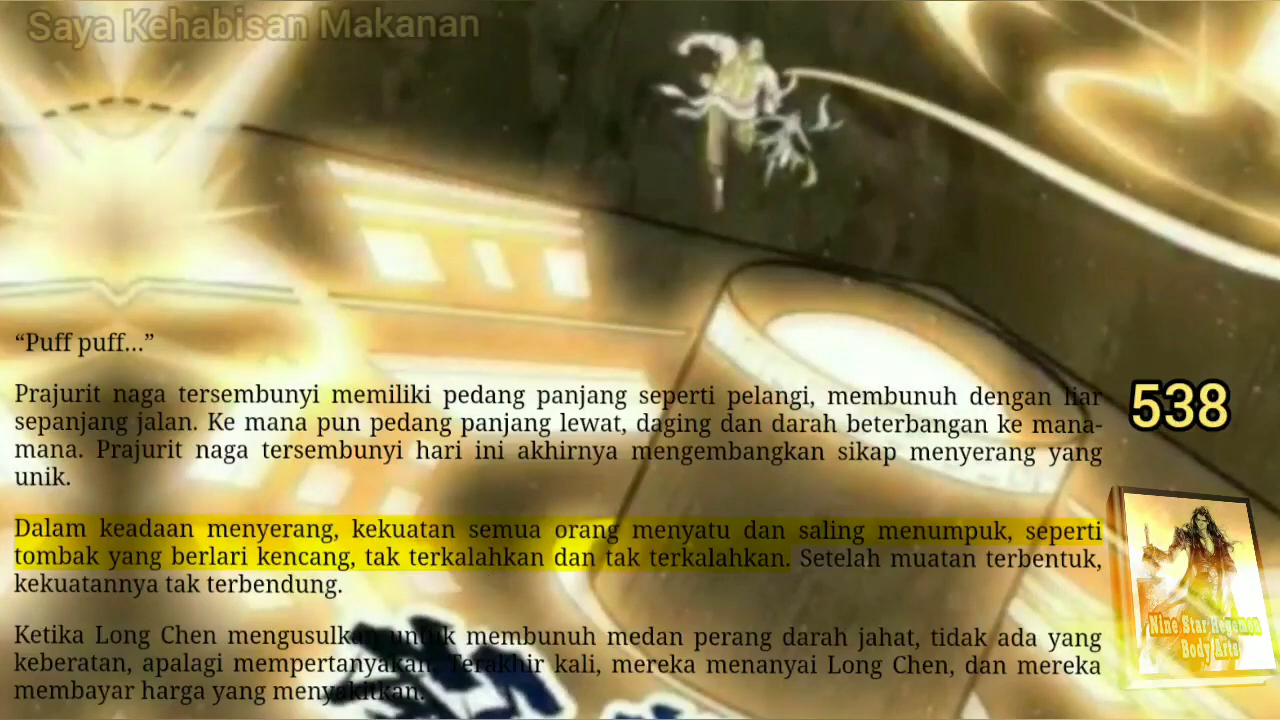 Saya Kehabisan Makanan
“Puff puff...”
Prajurit naga tersembunyi memiliki pedang panjang seperti pelangi, membunuh dengan liar
sepanjang jalan. Ke mana pun pedang panjang lewat, daging dan darah beterbangan ke mana-
mana. Prajurit naga tersembunyi hari ini akhirnya mengembangkan sikap menyerang yang
unik.
538
Dalam keadaan menyerang, kekuatan semua orang menyatu dan saling menumpuk, seperti
tombak yang berlari kencang, tak terkalahkan dan tak terkalahkan. Setelah muatan terbentuk,
kekuatannya tak terbendung.
Ketika Long Chen mengusulkan untuk membunuh medan perang darah jahat, tidak ada yang
keberatan, apalagi mempertanyakan. Terakhir kali, mereka menanyai Long Chen, dan mereka
membayar harga yang menyakitkan.
Nine Star Hegemon
Body Arts